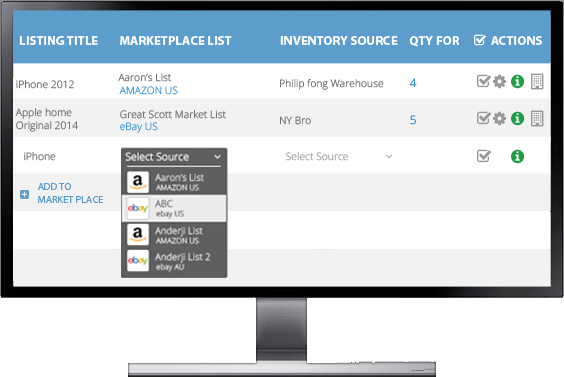 LISTING TITLE MARKETPLACE LIST INVENTORY SOURCE QTY FOR ACTIONS
iPhone 2012 Aaron's List Philip fong Warehouse 4
AMAZON US
Apple home Great Scott Market List NY Bro 5
Original 2014 eBay US
iPhone Select Source Select Source
a Aaron's List
AMAZON US
ADD TO
MARKET PLACE
ebay ABC
ebay US
a Anderji List
AMAZON US
ebay Anderji List 2
ebay AU